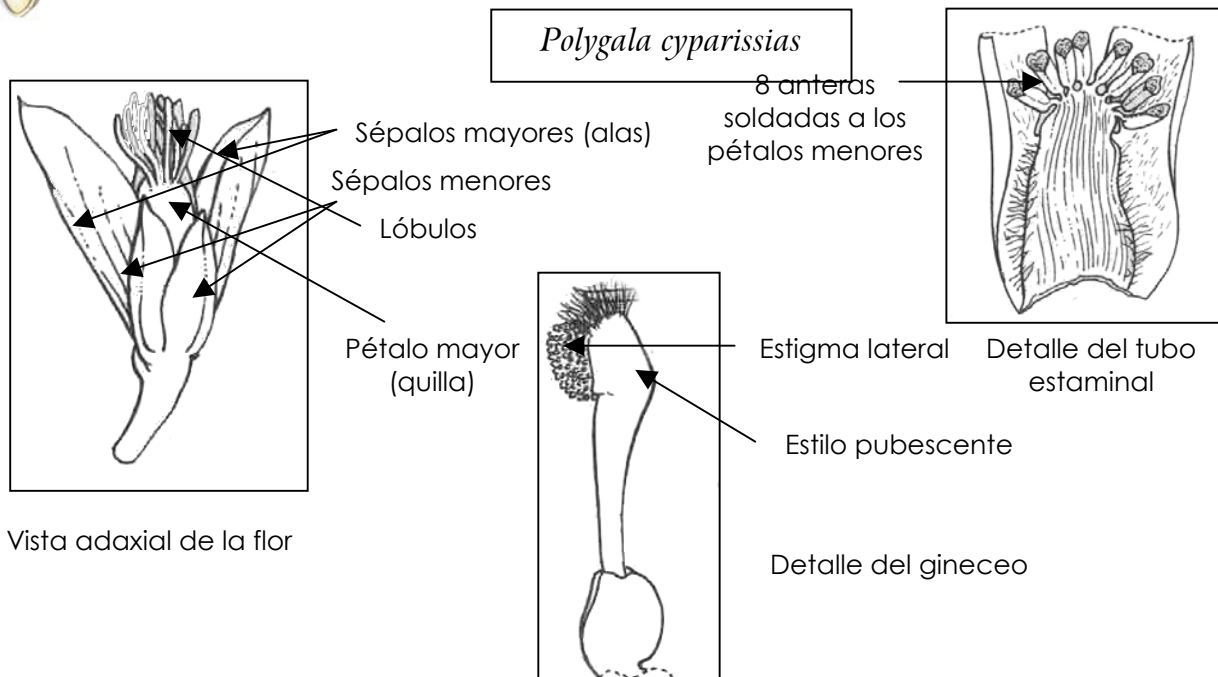 Polygala cyparissias
8 anteras
soldadas a los
pétalos menores
Sépalos mayores (alas)
Sépalos menores
Lóbulos
Pétalo mayor
(quilla)
Estigma lateral
Detalle del tubo
estaminal
Estilo pubescente
Vista adaxial de la flor
Detalle del gineceo